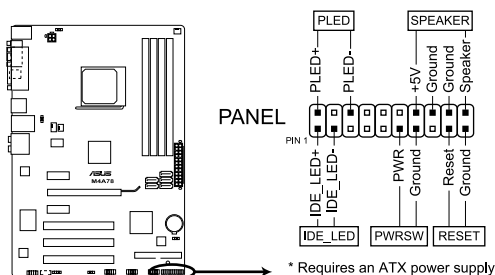 PLED
SPEAKER
PLED+
PLED-
+5V
Ground
Ground
Speaker
PANEL
PIN 1
IDE_LED+
IDE_LED-
PWR
Ground
Reset
Ground
IDE_LED
PWRSW
RESET
ASUS
M4A78
* Requires an ATX power supply